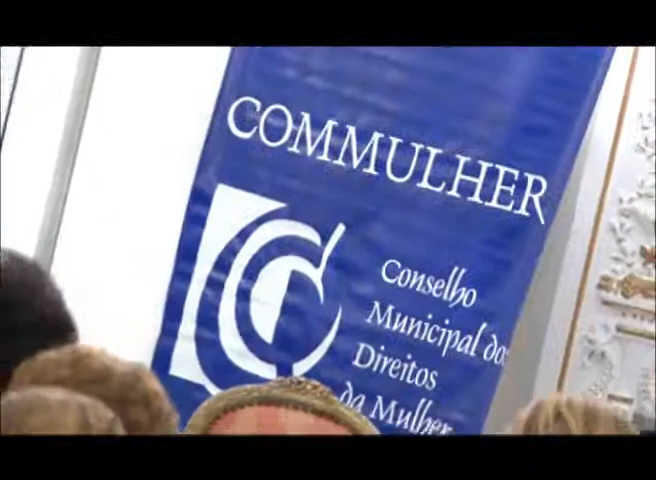 COMMULHER
Conselho
Municipal dos
Direitos
da Mulher